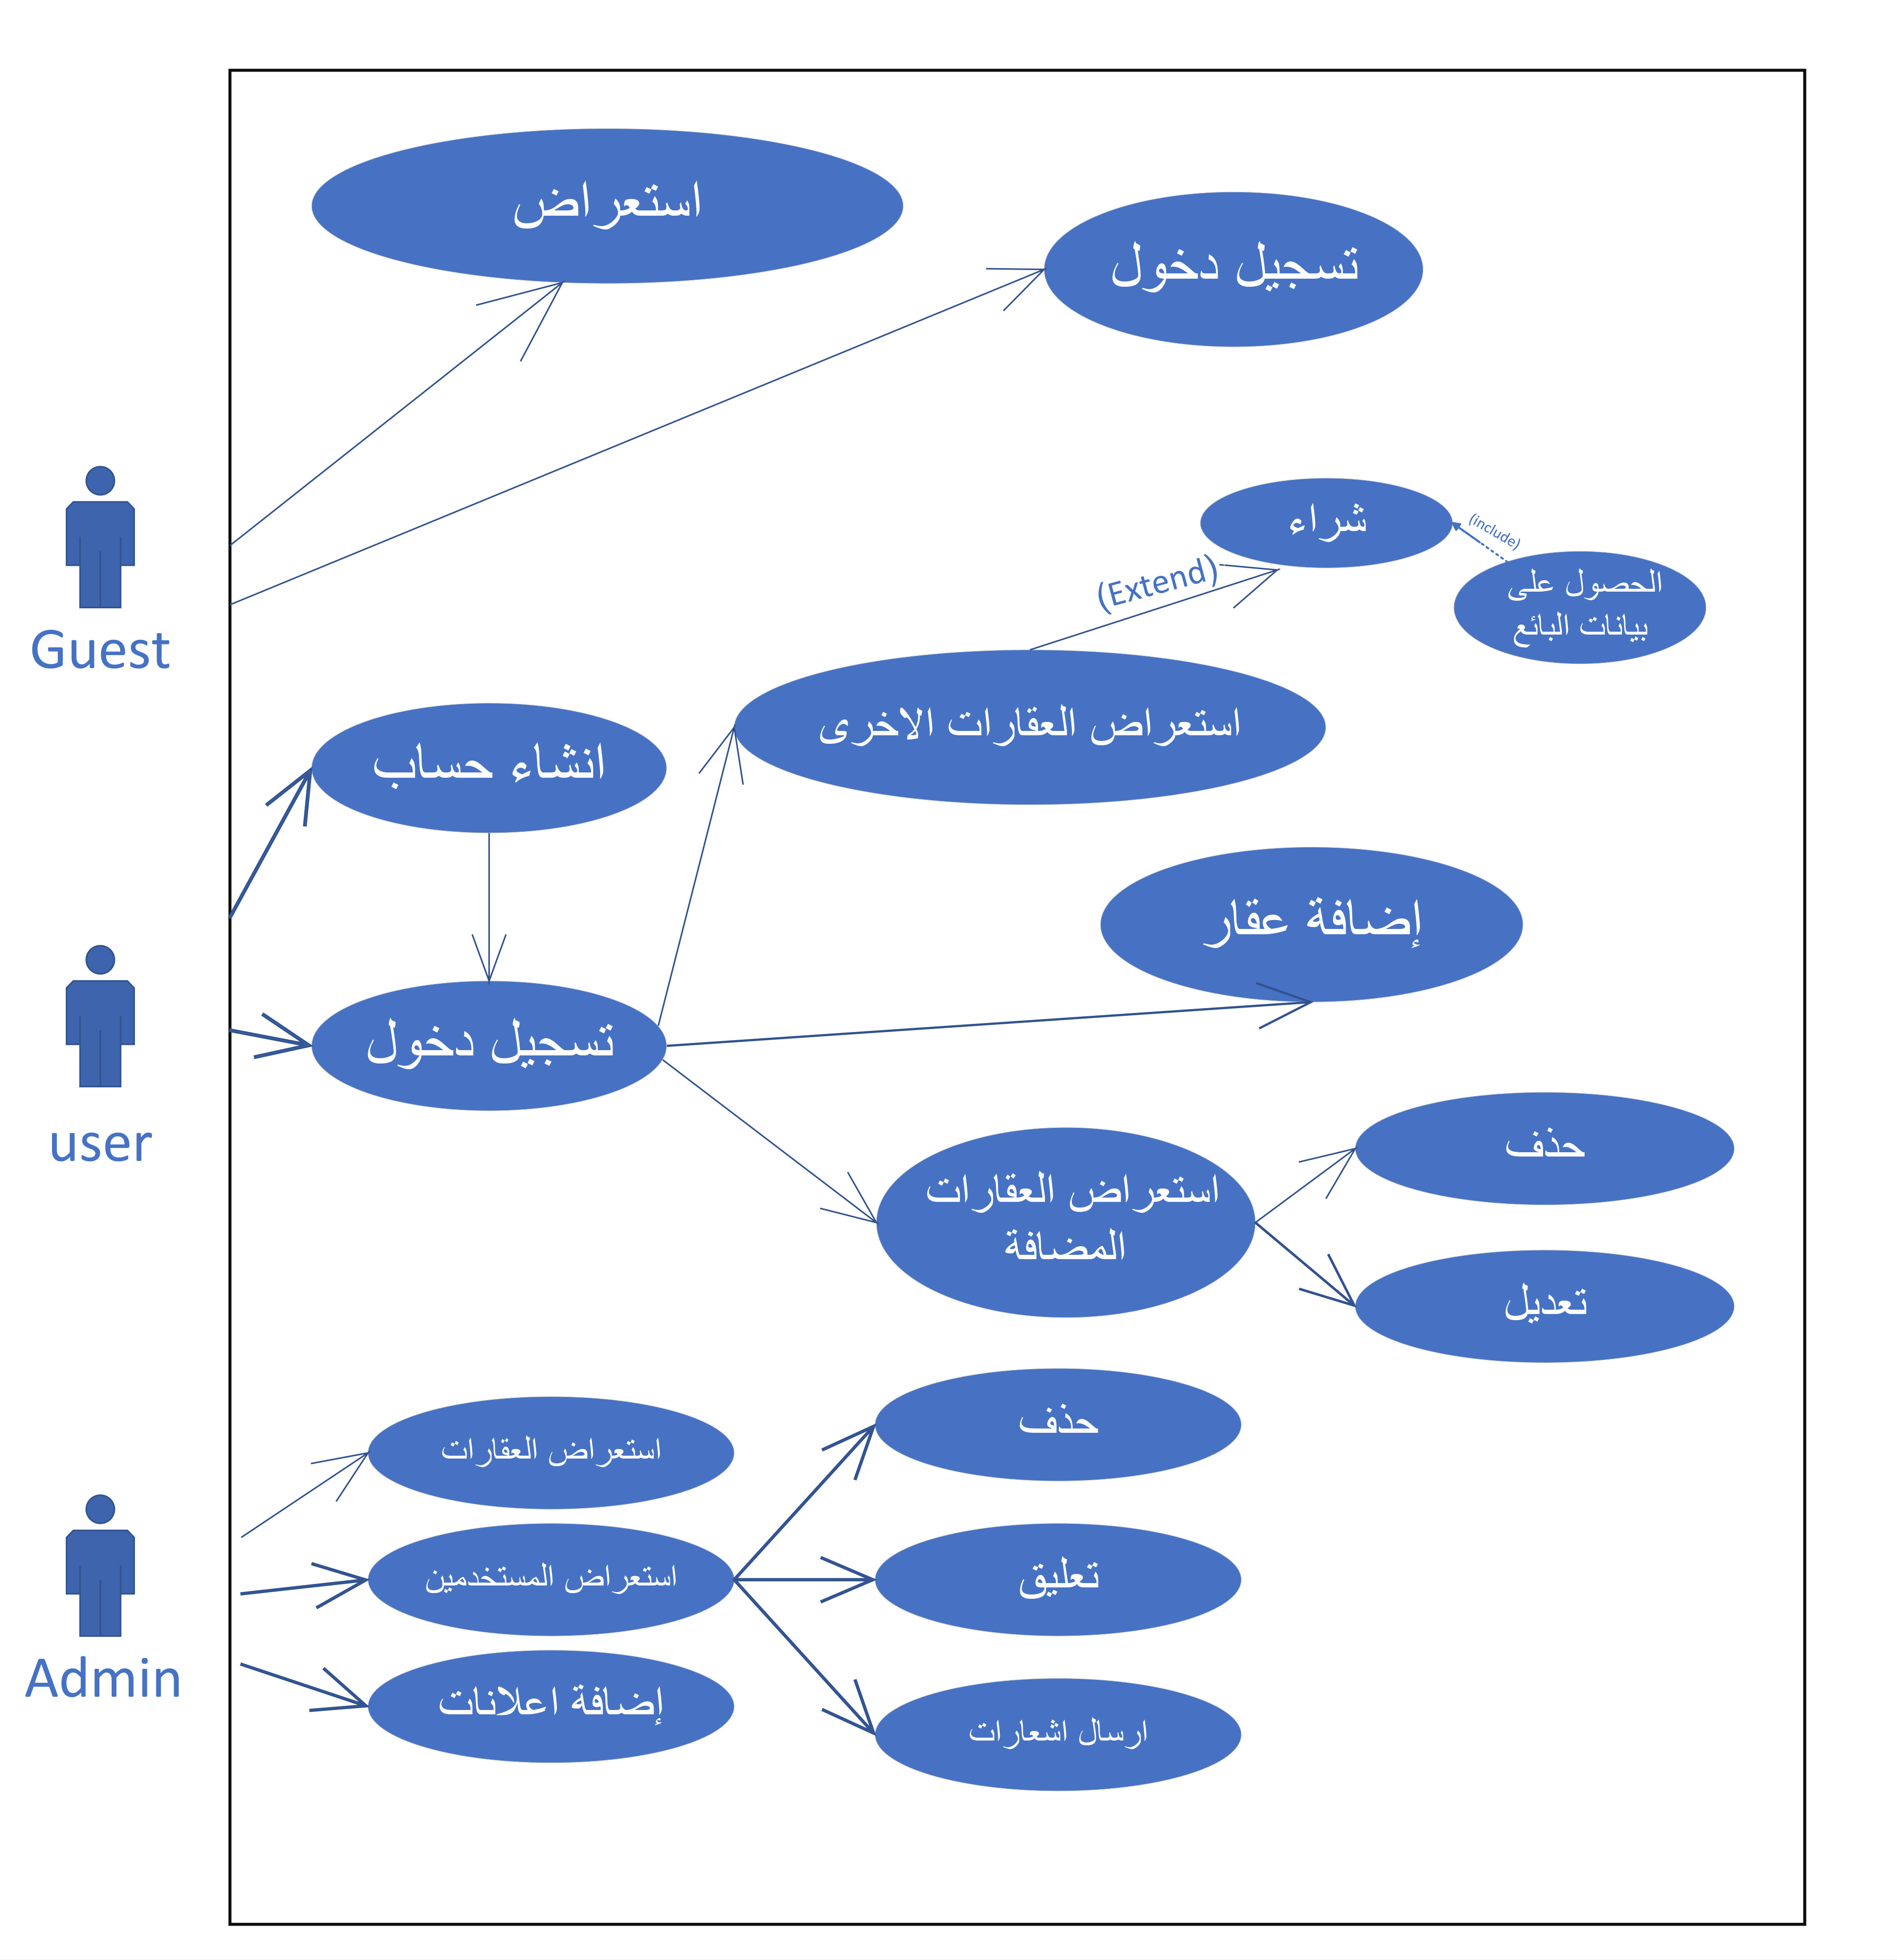 استعراض
تسجيل دخول
Guest
شراء
(include)
الحصول على
بيانات البائع
(Extend)
استعراض العقارات الاخرى
انشاء حساب
إضافة عقار
تسجيل دخول
user
حذف
استعراض العقارات
المضافة
تعديل
حذف
استعراض العقارات
استعراض المستخدمين
تعليق
Admin
إضافة اعلانات
ارسال اشعارات